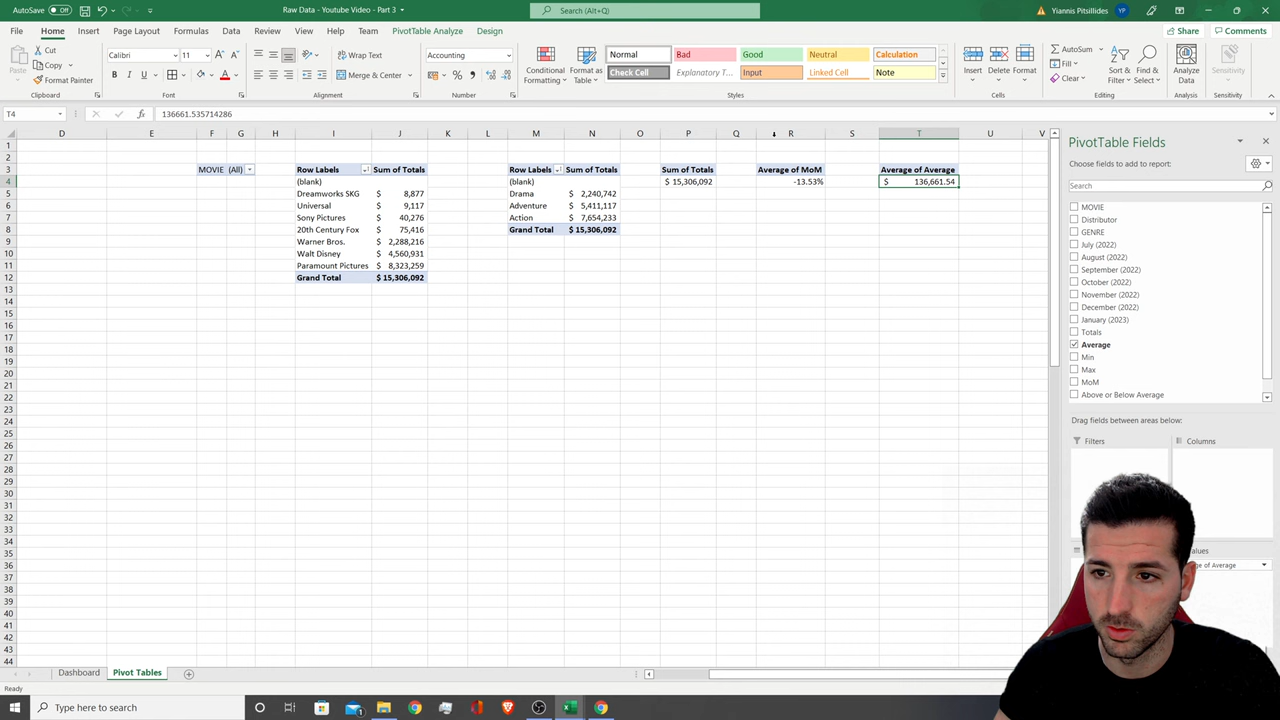 AutoSave Off
Raw Data - Youtube Video - Part 3
Search (Alt+Q)
Yiannis Pitsillides YP
File Home Insert Page Layout Formulas Data Review View Help Team PivotTable Analyze Design
Share Comments
Paste
Cut
Copy
Format Painter
Clipboard
Calibri 11
B I U
Font
Wrap Text
Merge & Center
Alignment
Accounting
Number
Conditional Formatting
Format as Table
Normal Bad Good Neutral Calculation
Check Cell Explanatory T... Input Linked Cell Note
Styles
Insert Delete Format
Cells
AutoSum
Fill
Clear
Sort & Filter
Find & Select
Editing
Analyze Data
Analysis
Sensitivity
Sensitivity
T4 fx 136661.535714286
D E F G H I J K L M N O P Q R S T U V
1
2
3 MOVIE (All) Row Labels Sum of Totals Row Labels Sum of Totals Sum of Totals Average of MoM Average of Average
4 (blank) (blank) $ 15,306,092 -13.53% $ 136,661.54
5 Dreamworks SKG $ 8,877 Drama $ 2,240,742
6 Universal $ 9,117 Adventure $ 5,411,117
7 Sony Pictures $ 40,276 Action $ 7,654,233
8 20th Century Fox $ 75,416 Grand Total $ 15,306,092
9 Warner Bros. $ 2,288,216
10 Walt Disney $ 4,560,931
11 Paramount Pictures $ 8,323,259
12 Grand Total $ 15,306,092
13
14
15
16
17
18
19
20
21
22
23
24
25
26
27
28
29
30
31
32
33
34
35
36
37
38
39
40
41
42
43
44
PivotTable Fields
Choose fields to add to report:
Search
MOVIE
Distributor
GENRE
July (2022)
August (2022)
September (2022)
October (2022)
November (2022)
December (2022)
January (2023)
Totals
Average
Min
Max
MoM
Above or Below Average
Drag fields between areas below:
Filters Columns
Values
of Average
Dashboard Pivot Tables
Ready
Type here to search